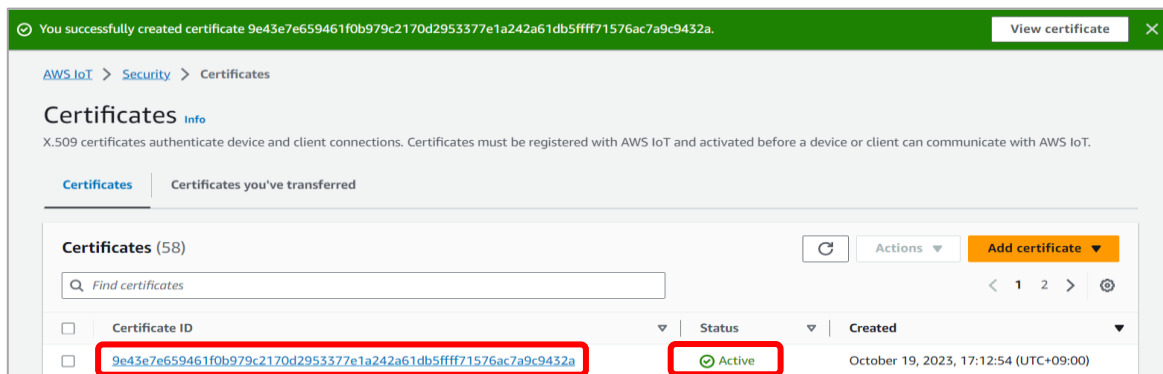 You successfully created certificate 9e43e7e659461f0b979c2170d2953377e1a242a61db5ffff71576ac7a9c9432a.
View certificate
AWS IoT > Security > Certificates
Certificates Info
X.509 certificates authenticate device and client connections. Certificates must be registered with AWS IoT and activated before a device or client can communicate with AWS IoT.
Certificates
Certificates you've transferred
Certificates (58)
Actions
Add certificate
Find certificates
1 2
Certificate ID
Status
Created
9e43e7e659461f0b979c2170d2953377e1a242a61db5ffff71576ac7a9c9432a
Active
October 19, 2023, 17:12:54 (UTC+09:00)